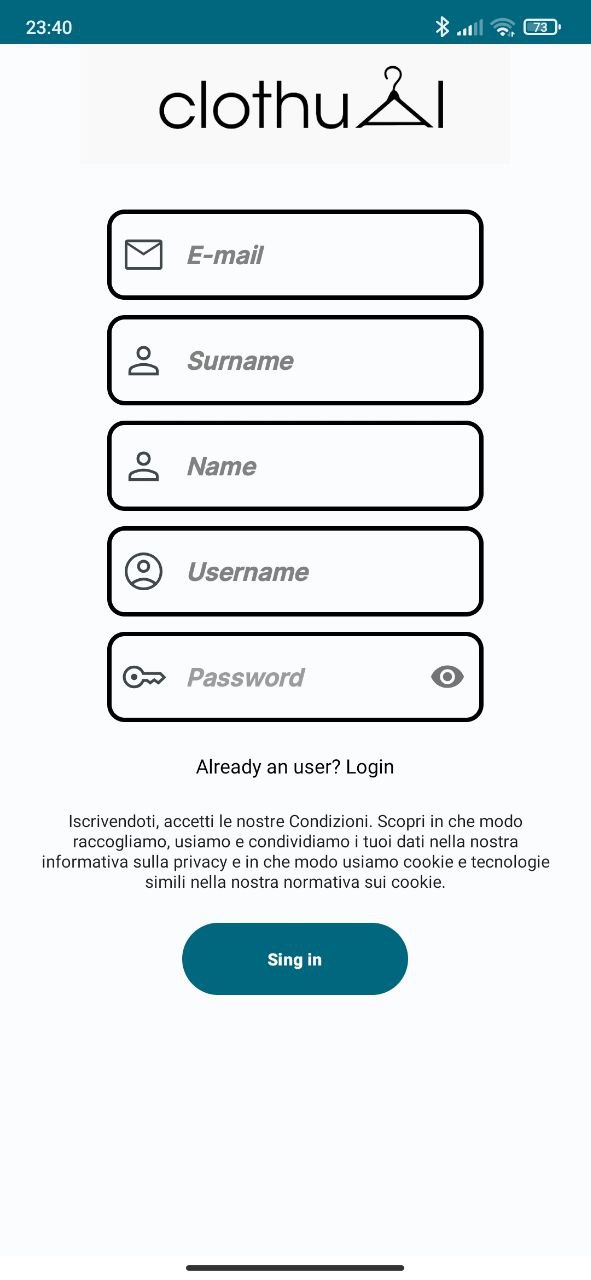 23:40
73
clothual
E-mail
Surname
Name
Username
Password
Already an user? Login
Iscrivendoti, accetti le nostre Condizioni. Scopri in che modo
raccogliamo, usiamo e condividiamo i tuoi dati nella nostra
informativa sulla privacy e in che modo usiamo cookie e tecnologie
simili nella nostra normativa sui cookie.
Sing in